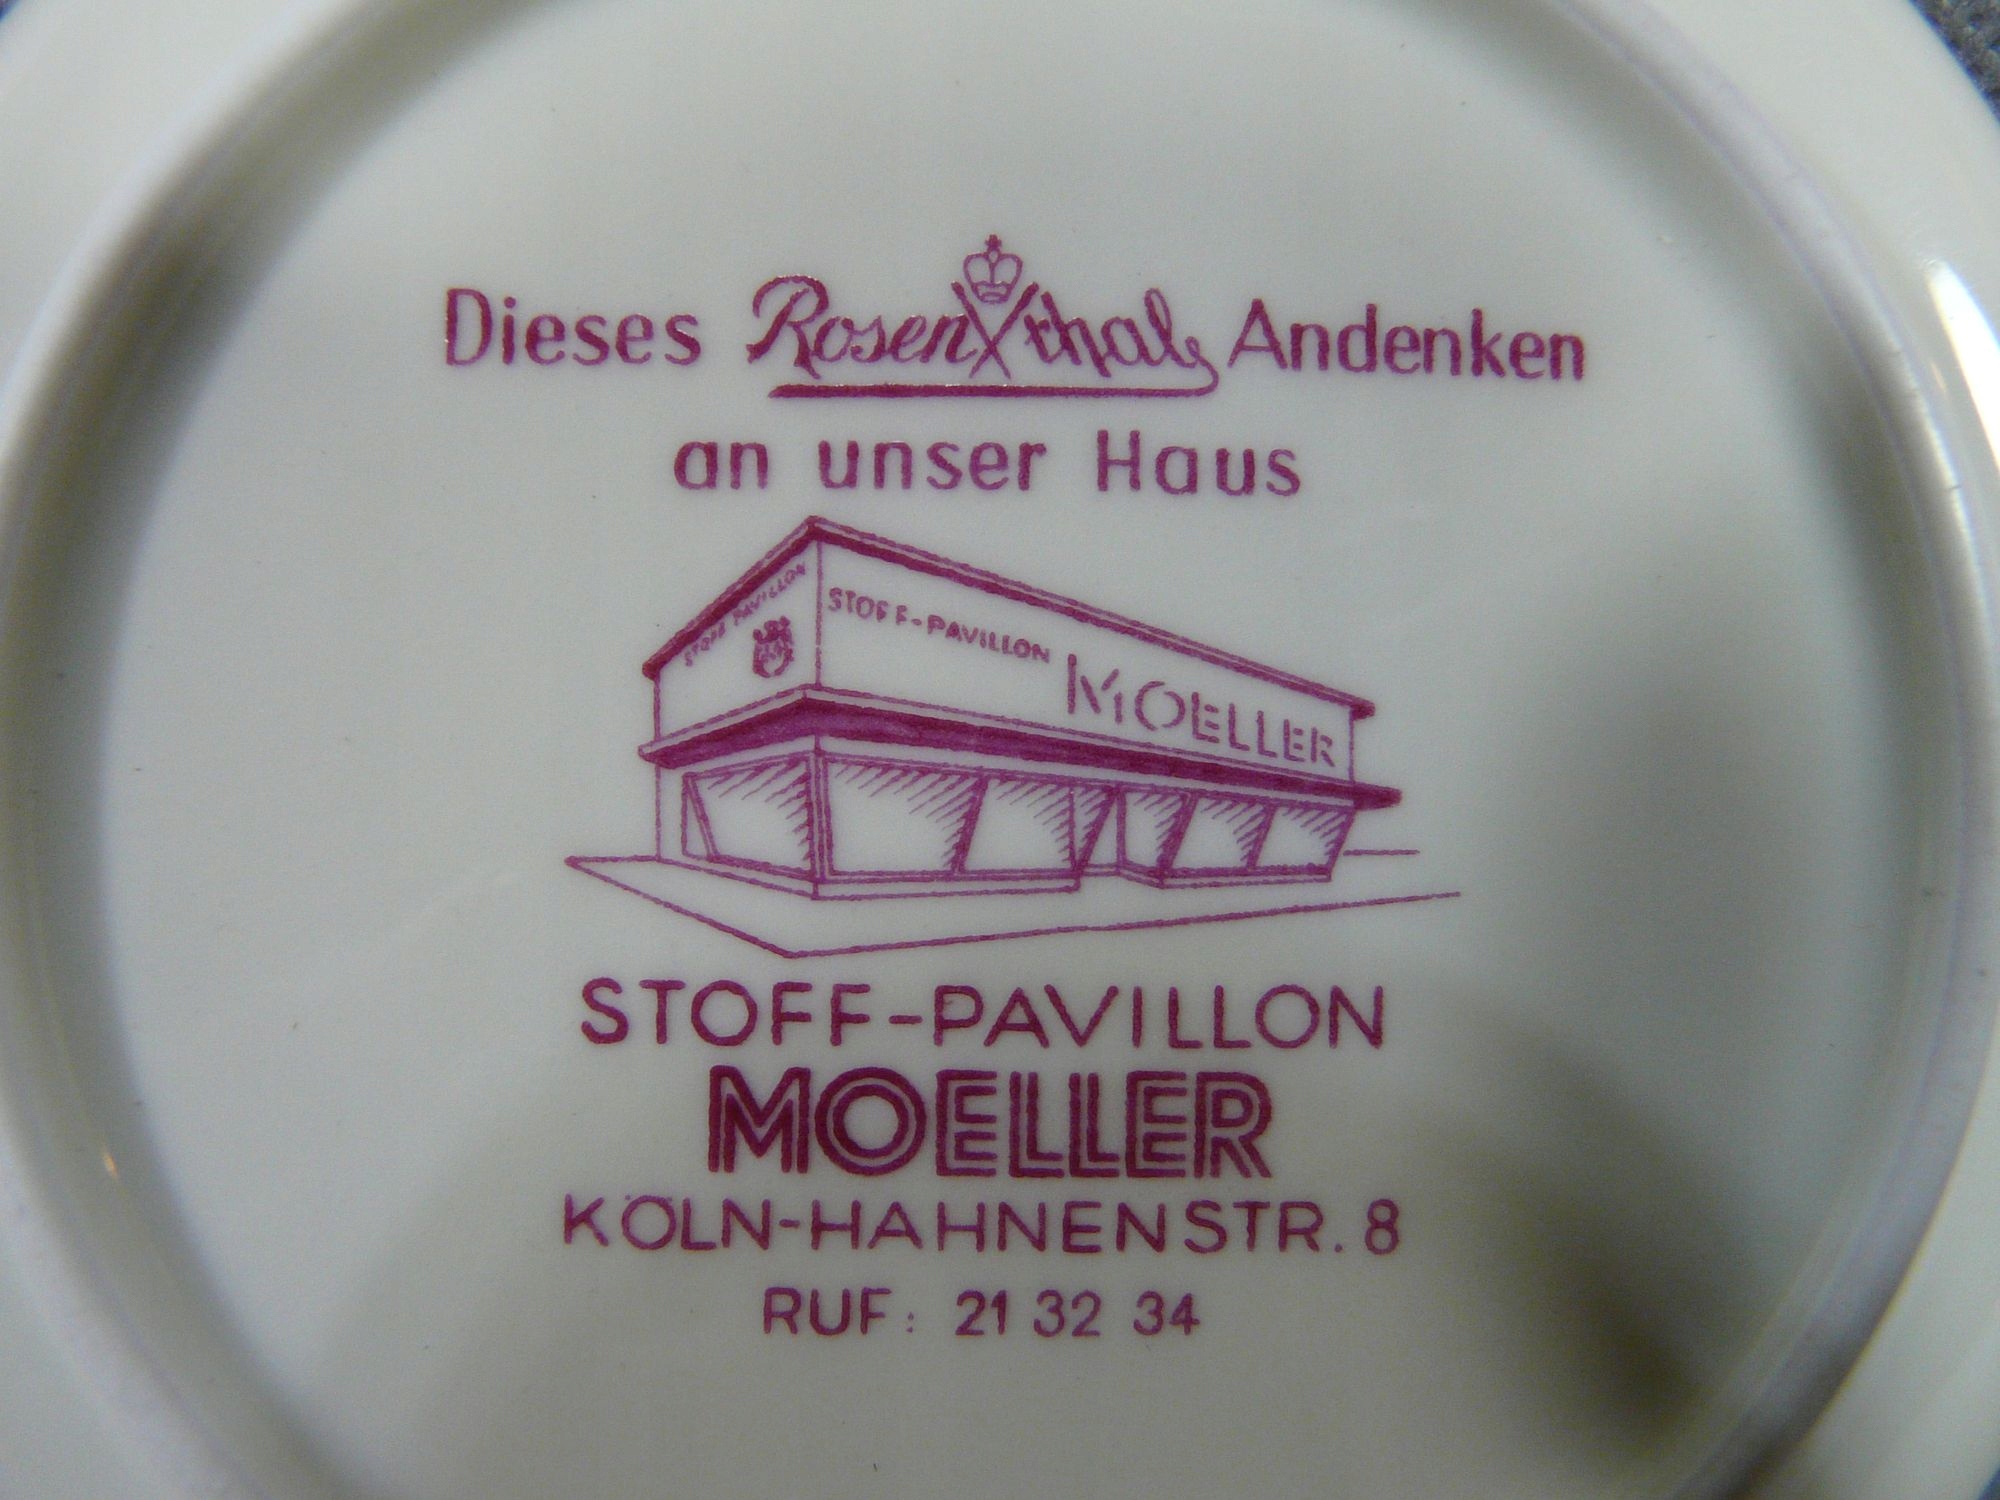 Dieses Rosenthal Andenken
an unser Haus
STOFF PAVILLON
STOFF-PAVILLON
MOELLER
STOFF-PAVILLON
MOELLER
KÖLN-HAHNENSTR. 8
RUF: 21 32 34